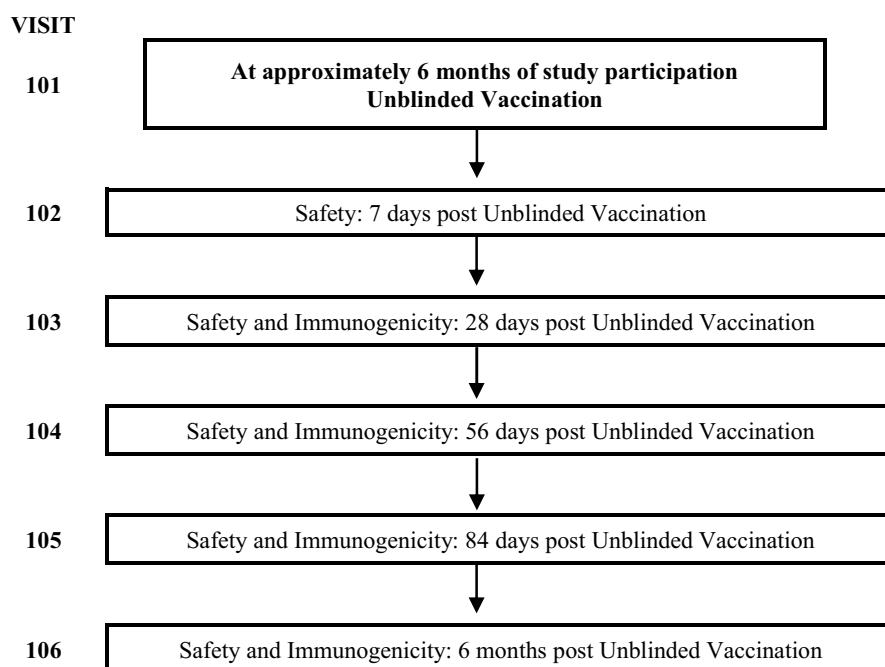 VISIT
101
At approximately 6 months of study participation
Unblinded Vaccination
102
Safety: 7 days post Unblinded Vaccination
103
Safety and Immunogenicity: 28 days post Unblinded Vaccination
104
Safety and Immunogenicity: 56 days post Unblinded Vaccination
105
Safety and Immunogenicity: 84 days post Unblinded Vaccination
106
Safety and Immunogenicity: 6 months post Unblinded Vaccination